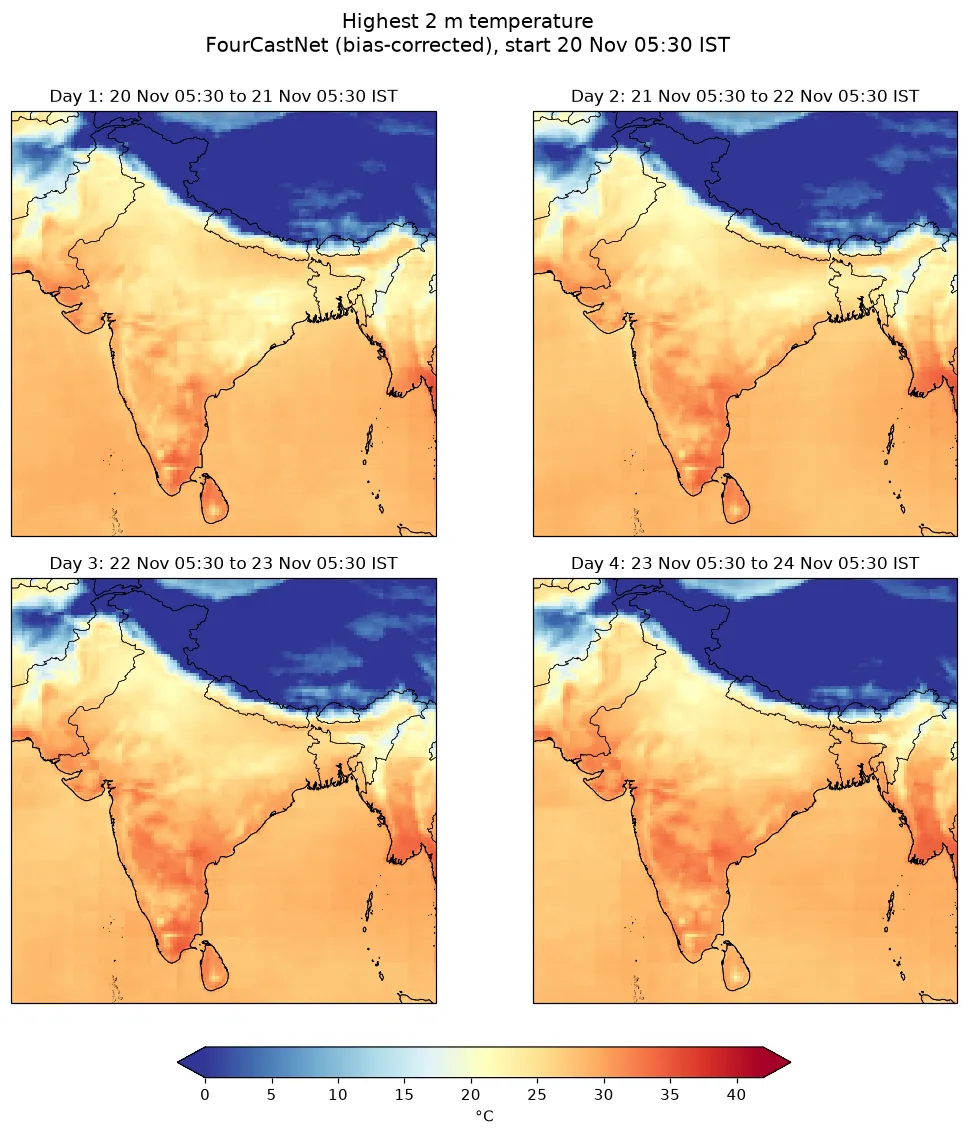 Highest 2 m temperature
FourCastNet (bias-corrected), start 20 Nov 05:30 IST
Day 1: 20 Nov 05:30 to 21 Nov 05:30 IST
Day 2: 21 Nov 05:30 to 22 Nov 05:30 IST
Day 3: 22 Nov 05:30 to 23 Nov 05:30 IST
Day 4: 23 Nov 05:30 to 24 Nov 05:30 IST
0 5 10 15 20 25 30 35 40
°C